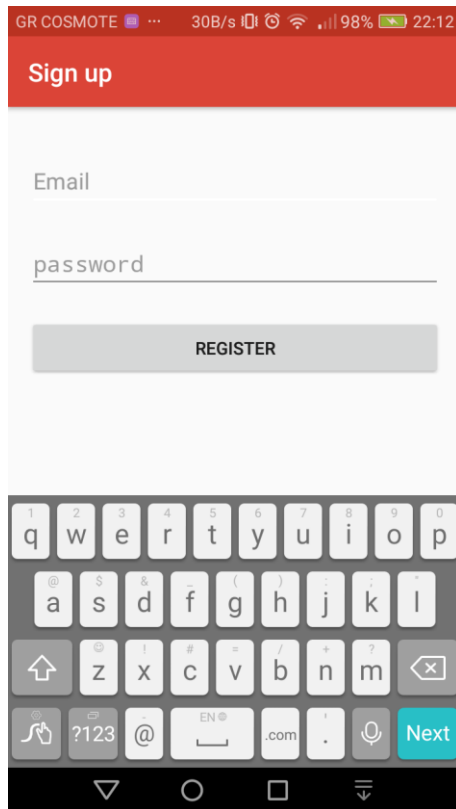 GR COSMOTE ... 30B/s 98% 22:12
Sign up
Email
password
REGISTER
1 2 3 4 5 6 7 8 9 0
q w e r t y u i o p
@ $ & _ ( ) : ; "
a s d f g h j k l
! # = / + ?
z x c v b n m
EN
?123 @ .com . Next